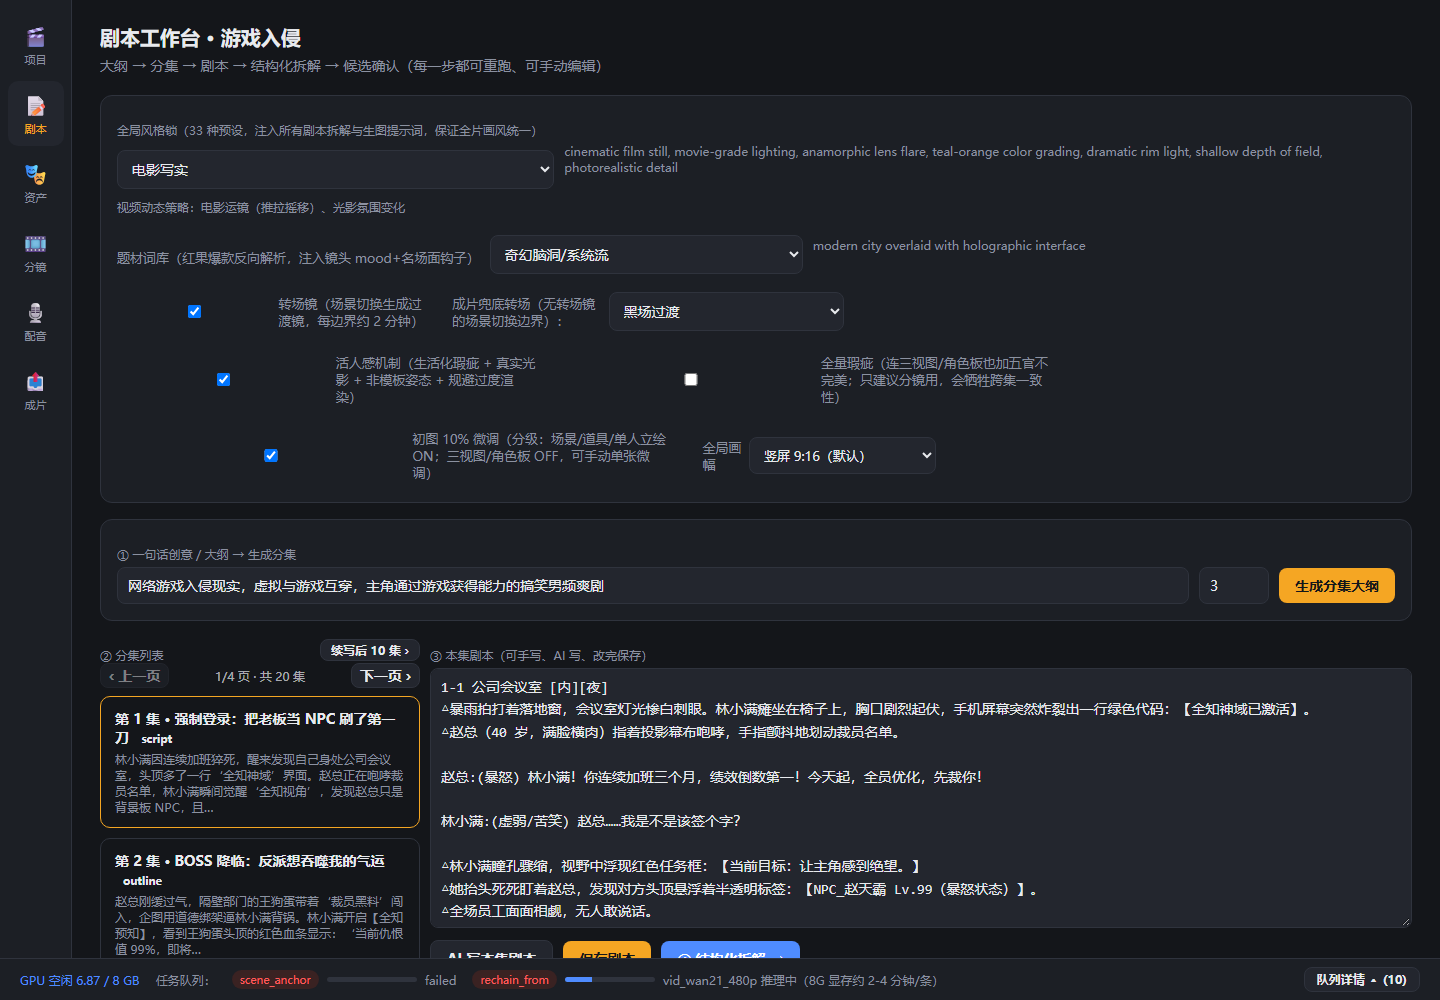 项目
剧本
资产
分镜
配音
成片
剧本工作台 • 游戏入侵
大纲 → 分集 → 剧本 → 结构化拆解 → 候选确认（每一步都可重跑、可手动编辑）
全局风格锁（33 种预设，注入所有剧本拆解与生图提示词，保证全片画风统一）
电影写实
cinematic film still, movie-grade lighting, anamorphic lens flare, teal-orange color grading, dramatic rim light, shallow depth of field,
photorealistic detail
视频动态策略：电影运镜（推拉摇移）、光影氛围变化
题材词库（红果爆款反向解析，注入镜头 mood+名场面钩子）
奇幻脑洞/系统流
modern city overlaid with holographic interface
转场镜（场景切换生成过
渡镜，每边界约 2 分钟）
成片兜底转场（无转场镜
的场景切换边界）：
黑场过渡
活人感机制（生活化瑕疵 + 真实光
影 + 非模板姿态 + 规避过度渲
染）
全量瑕疵（连三视图/角色板也加五官不
完美；只建议分镜用，会牺牲跨集一致
性）
初图 10% 微调（分级：场景/道具/单人立绘
ON；三视图/角色板 OFF，可手动单张微
调）
全局画
幅
竖屏 9:16（默认）
① 一句话创意 / 大纲 → 生成分集
网络游戏入侵现实，虚拟与游戏互穿，主角通过游戏获得能力的搞笑男频爽剧
3
生成分集大纲
② 分集列表
续写后 10 集 ›
‹ 上一页
1/4 页 · 共 20 集
下一页 ›
第 1 集 • 强制登录：把老板当 NPC 刷了第一
刀 script
林小满因连续加班猝死，醒来发现自己身处公司会议
室，头顶多了一行‘全知神域’界面。赵总正在咆哮裁
员名单，林小满瞬间觉醒‘全知视角’，发现赵总只是
背景板 NPC，且...
第 2 集 • BOSS 降临：反派想吞噬我的气运
outline
赵总刚缓过气，隔壁部门的王狗蛋带着‘裁员黑料’闯
入，企图用道德绑架逼林小满背锅。林小满开启【全知
预知】，看到王狗蛋头顶的红色血条显示：‘当前仇恨
值 99%，即将...
③ 本集剧本（可手写、AI 写、改完保存）
1-1 公司会议室 [内][夜]
△暴雨拍打着落地窗，会议室灯光惨白刺眼。林小满瘫坐在椅子上，胸口剧烈起伏，手机屏幕突然炸裂出一行绿色代码：【全知神域已激活】。
△赵总（40 岁，满脸横肉）指着投影幕布咆哮，手指颤抖地划动裁员名单。
赵总:(暴怒) 林小满！你连续加班三个月，绩效倒数第一！今天起，全员优化，先裁你！
林小满:(虚弱/苦笑) 赵总……我是不是该签个字？
△林小满瞳孔骤缩，视野中浮现红色任务框：【当前目标：让主角感到绝望。】
△她抬头死死盯着赵总，发现对方头顶悬浮着半透明标签：【NPC_赵天霸 Lv.99（暴怒状态）】。
△全场员工面面相觑，无人敢说话。
AI 写本集剧本
保存剧本
GPU 空闲 6.87 / 8 GB
任务队列：
scene_anchor
failed
rechain_from
vid_wan21_480p 推理中（8G 显存约 2-4 分钟/条）
队列详情 ▴ (10)